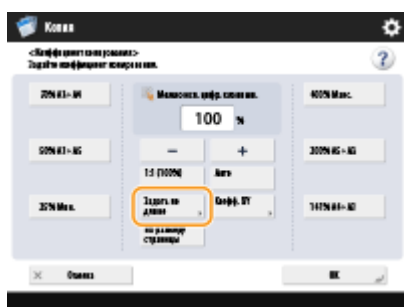 Копия
<Коэффициент копирования>
Задайте коэффициент копирования.
70% A3->A4
400% Макс.
100 %
50% A3->A5
-
+
200% A5->A3
1:1 (100%)
Авто
25% Мин.
Задать по
длине
Коэфф. XY
141% A4->A3
по размеру
страницы
Отмена
OK